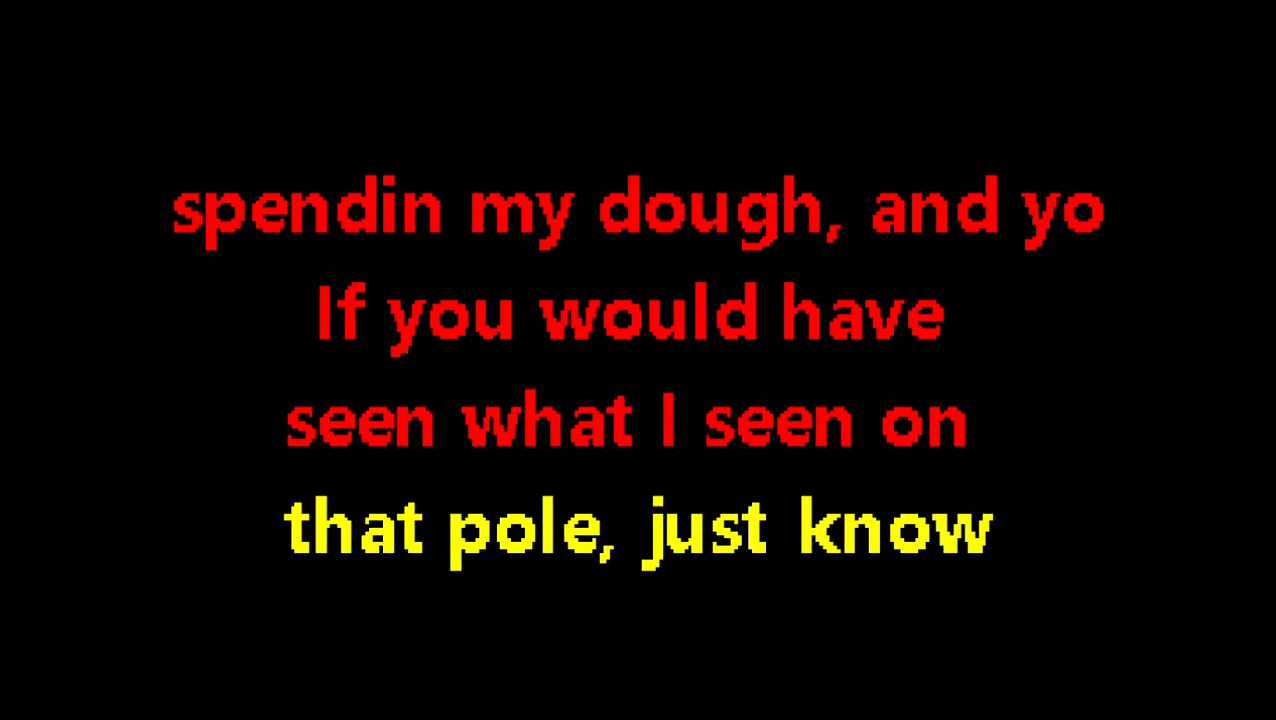 spendin my dough, and yo
If you would have
seen what I seen on
that pole, just know